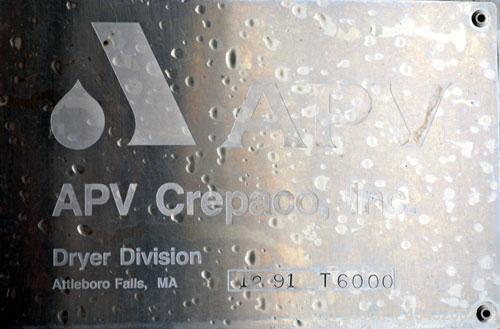 APV
APV Crepaco, Inc.
Dryer Division
Attleboro Falls, MA
12 91 T6000